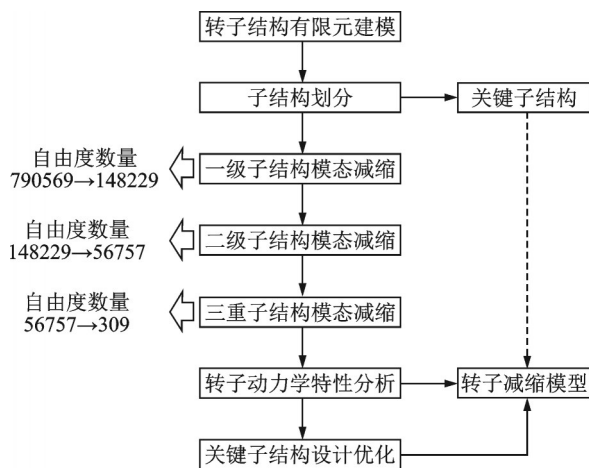 转子结构有限元建模
子结构划分
关键子结构
自由度数量
790569→148229
一级子结构模态减缩
自由度数量
148229→56757
二级子结构模态减缩
自由度数量
56757→309
三重子结构模态减缩
转子动力学特性分析
转子减缩模型
关键子结构设计优化